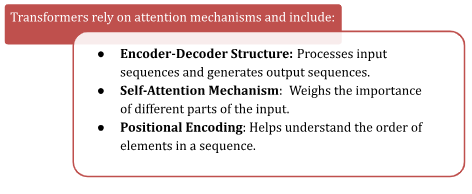 Transformers rely on attention mechanisms and include:
● Encoder-Decoder Structure: Processes input
sequences and generates output sequences.
● Self-Attention Mechanism:  Weighs the importance
of different parts of the input.
● Positional Encoding: Helps understand the order of
elements in a sequence.